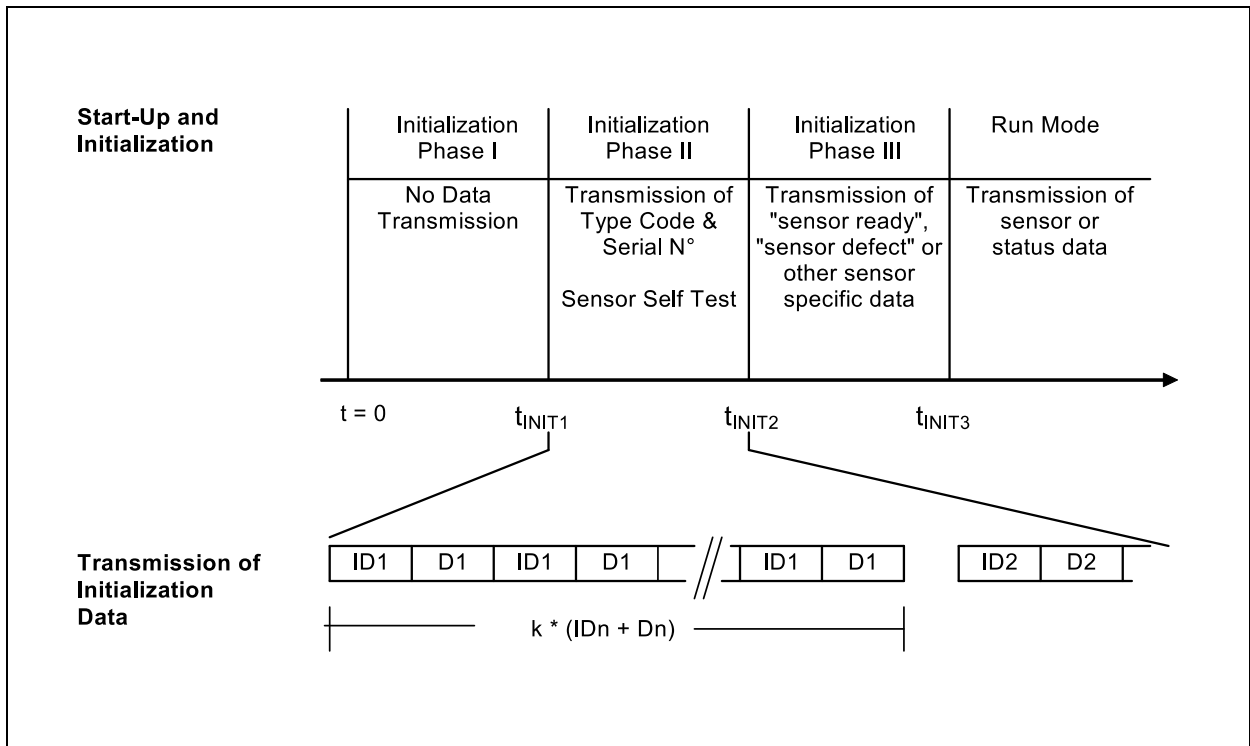 Start-Up and
Initialization
Initialization
Phase I
Initialization
Phase II
Initialization
Phase III
Run Mode
No Data
Transmission
Transmission of
Type Code &
Serial N°
Sensor Self Test
Transmission of
"sensor ready",
"sensor defect" or
other sensor
specific data
Transmission of
sensor or
status data
t = 0
tINIT1
tINIT2
tINIT3
Transmission of
Initialization
Data
ID1 D1 ID1 D1 ID1 D1 ID2 D2
k * (IDn + Dn)